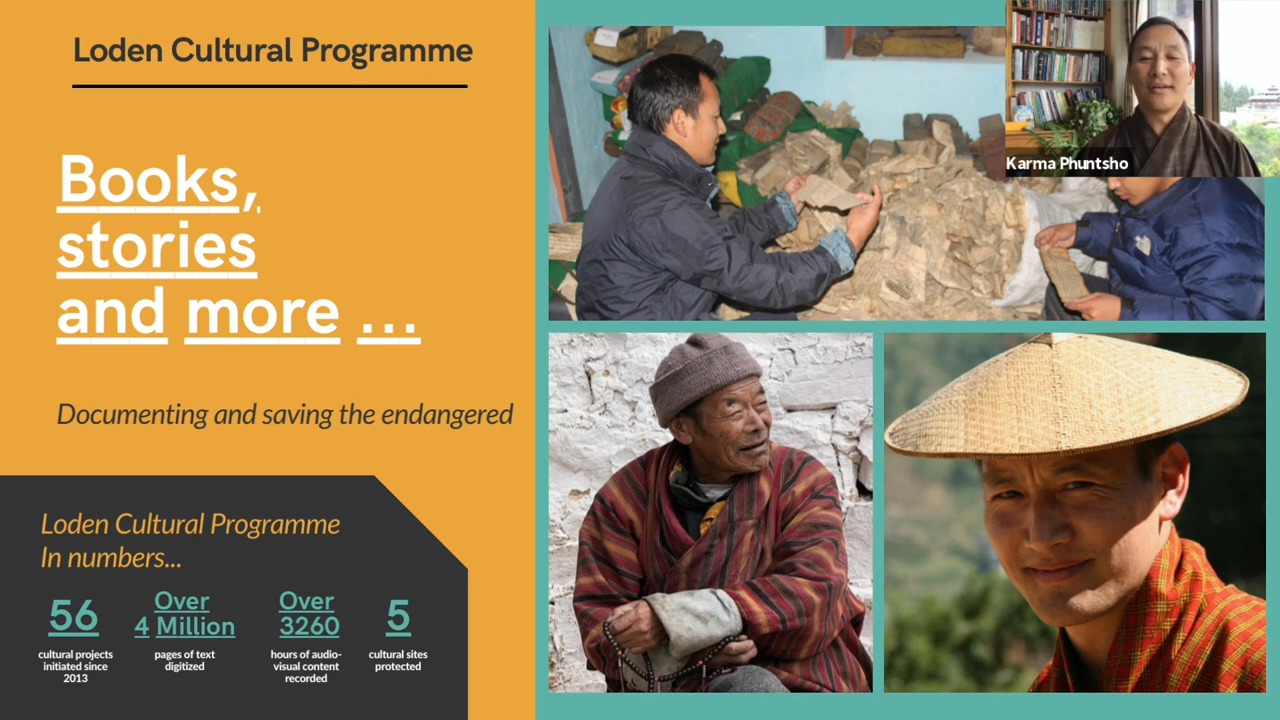 Loden Cultural Programme
Books,
stories
and more ...
Documenting and saving the endangered
Loden Cultural Programme
In numbers...
56
cultural projects
initiated since
2013
Over
4 Million
pages of text
digitized
Over
3260
hours of audio-
visual content
recorded
5
cultural sites
protected
Karma Phuntsho